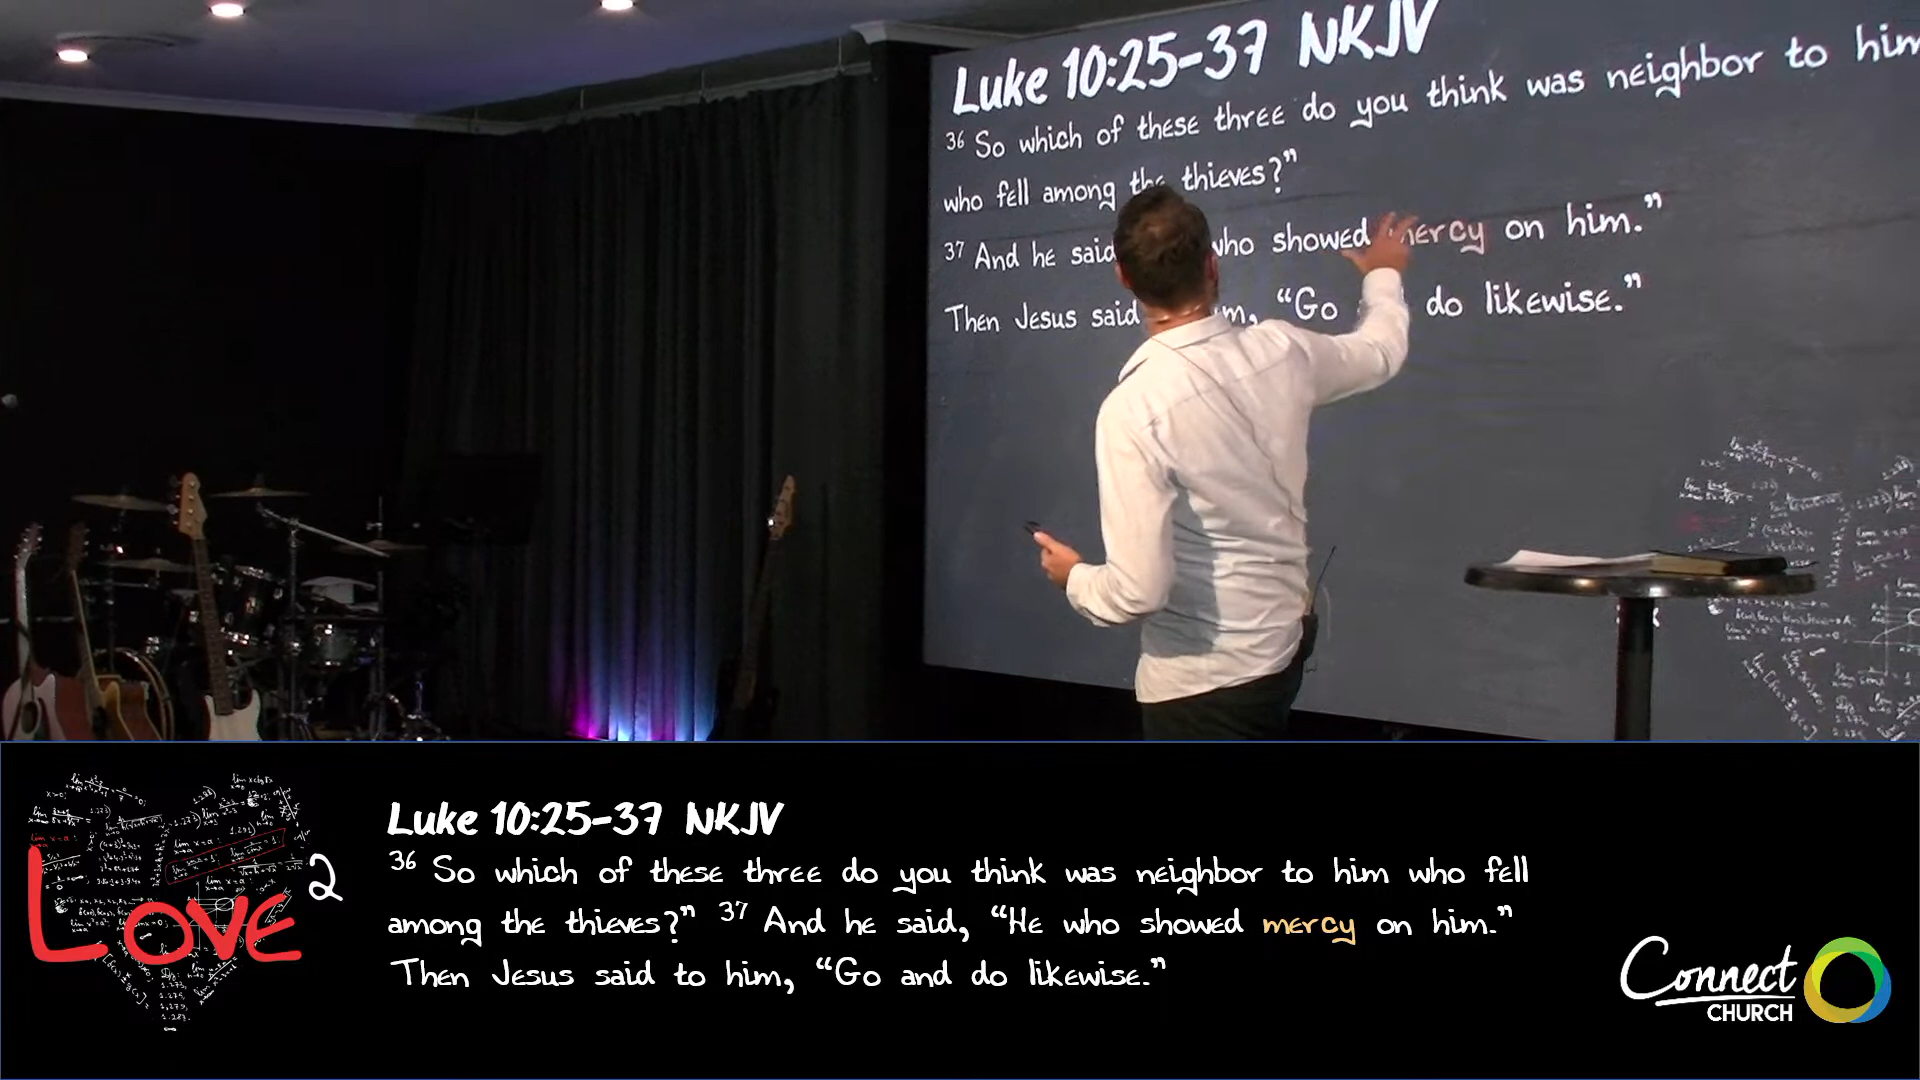 Luke 10:25-37 NKJV
36 So which of these three do you think was neighbor to him
who fell among the thieves?"
37 And he said who showed mercy on him."
Then Jesus said "Go do likewise."
LOVE 2
Luke 10:25-37 NKJV
36 So which of these three do you think was neighbor to him who fell
among the thieves?" 37 And he said, "He who showed mercy on him."
Then Jesus said to him, "Go and do likewise."
Connect
CHURCH